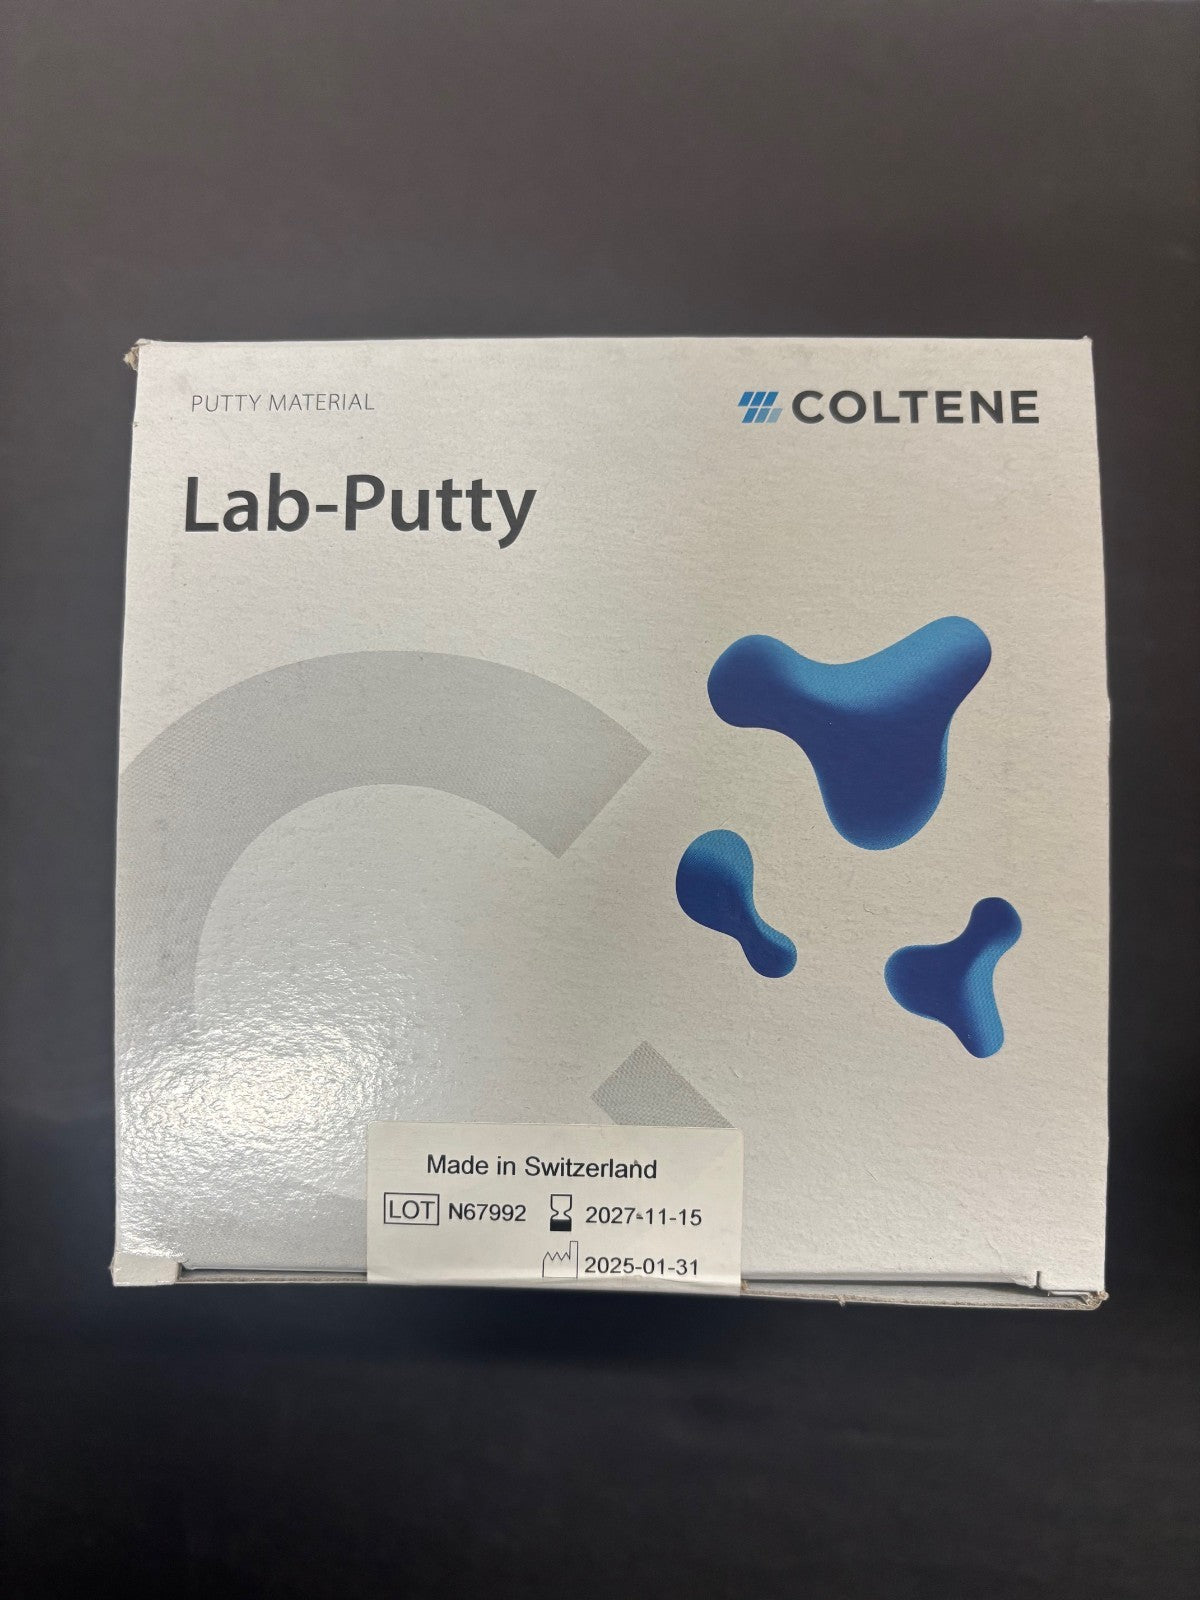 PUTTY MATERIAL
COLTENE
Lab-Putty
Made in Switzerland
LOT N67992 2027-11-15
2025-01-31